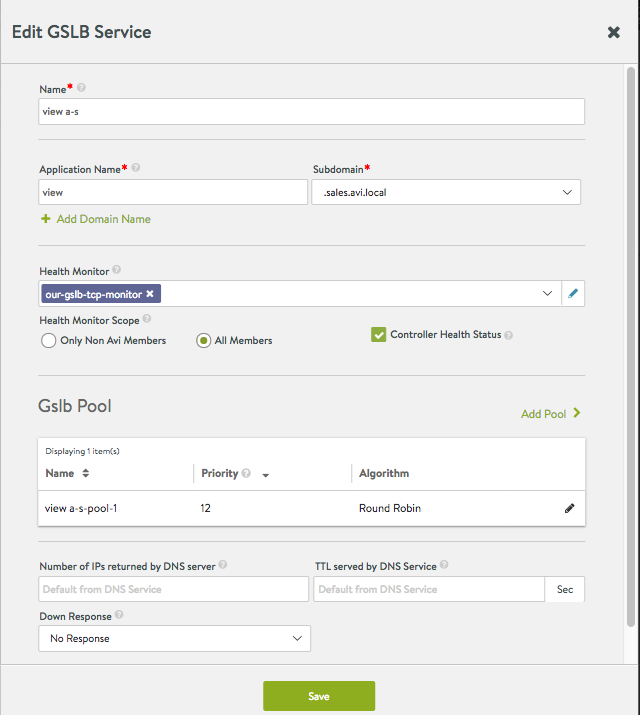 Edit GSLB Service
Name*
view a-s
Application Name* Subdomain*
view .sales.avi.local
+ Add Domain Name
Health Monitor
our-gslb-tcp-monitor
Health Monitor Scope
Only Non Avi Members All Members Controller Health Status
Gslb Pool
Add Pool
Displaying 1 item(s)
Name Priority Algorithm
view a-s-pool-1 12 Round Robin
Number of IPs returned by DNS server TTL served by DNS Service
Default from DNS Service Default from DNS Service Sec
Down Response
No Response
Save